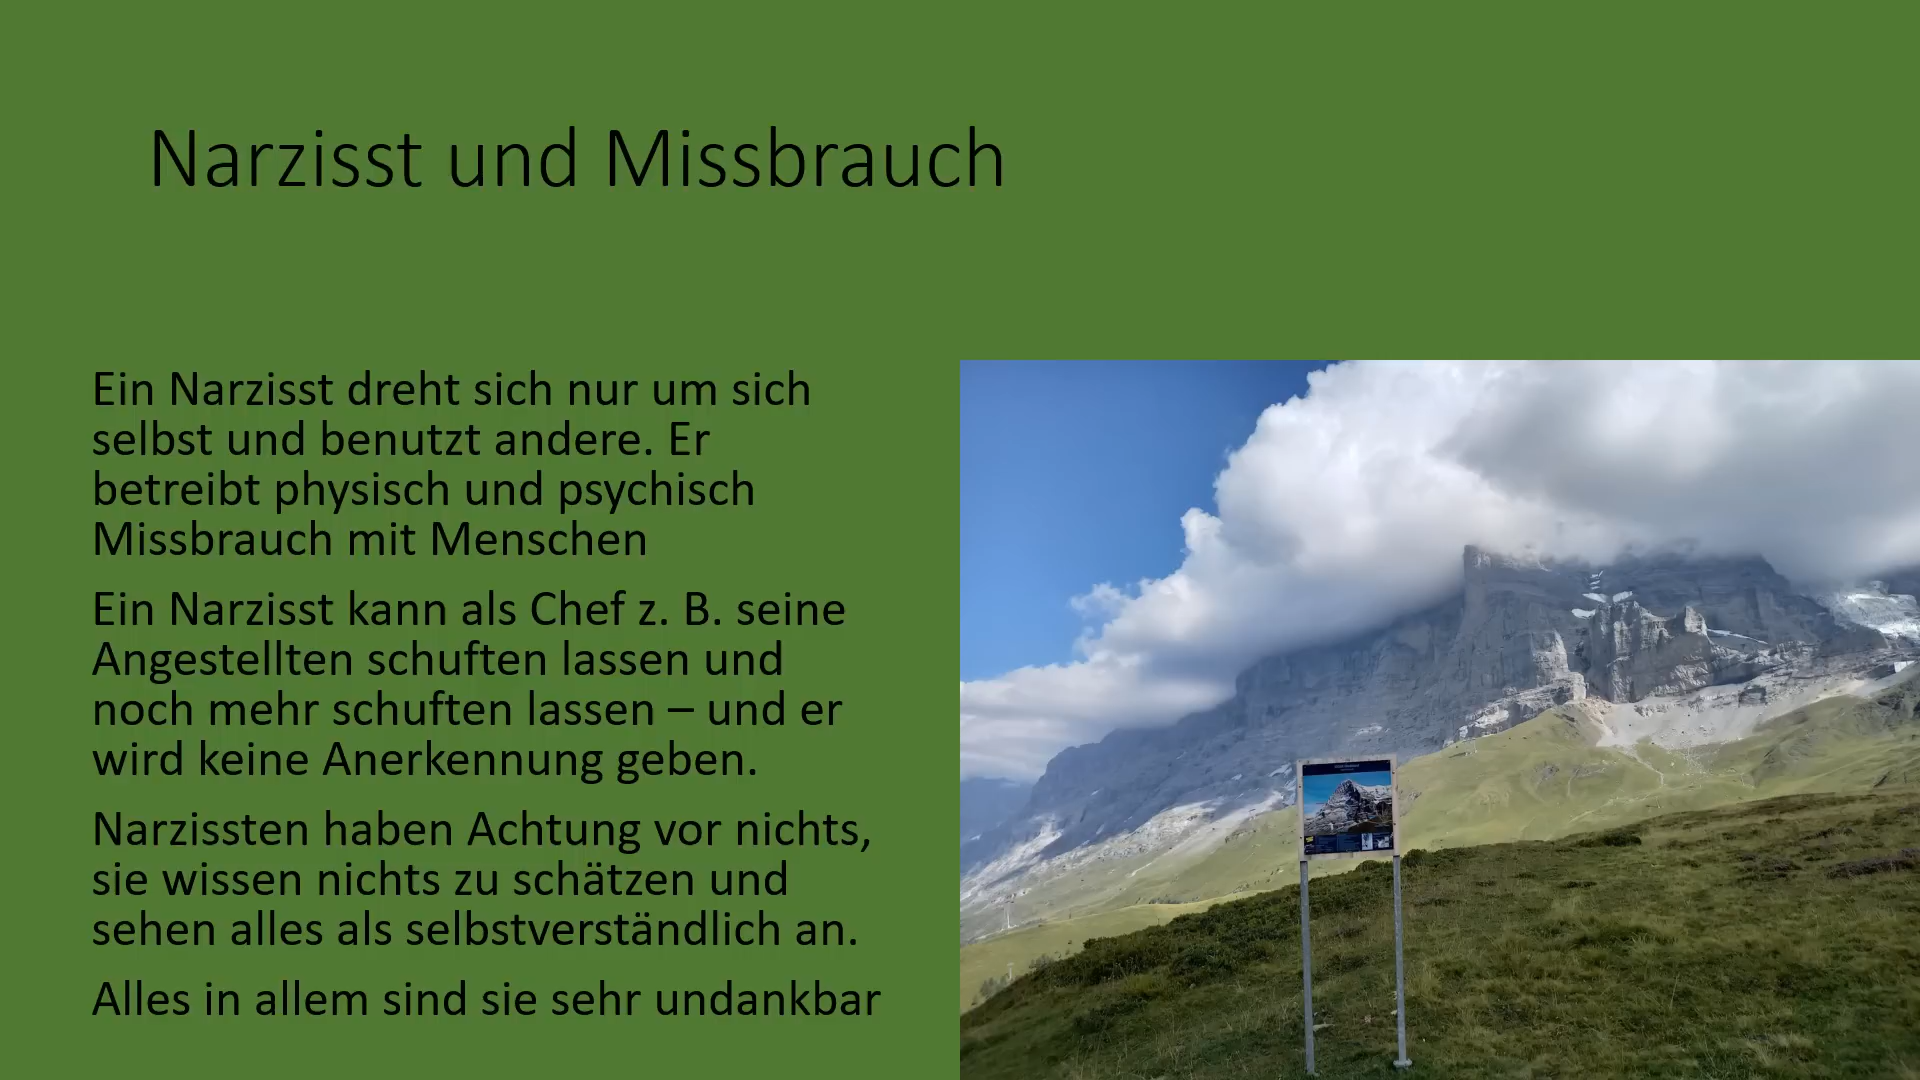 Narzisst und Missbrauch
Ein Narzisst dreht sich nur um sich
selbst und benutzt andere. Er
betreibt physisch und psychisch
Missbrauch mit Menschen
Ein Narzisst kann als Chef z. B. seine
Angestellten schuften lassen und
noch mehr schuften lassen – und er
wird keine Anerkennung geben.
Narzissten haben Achtung vor nichts,
sie wissen nichts zu schätzen und
sehen alles als selbstverständlich an.
Alles in allem sind sie sehr undankbar